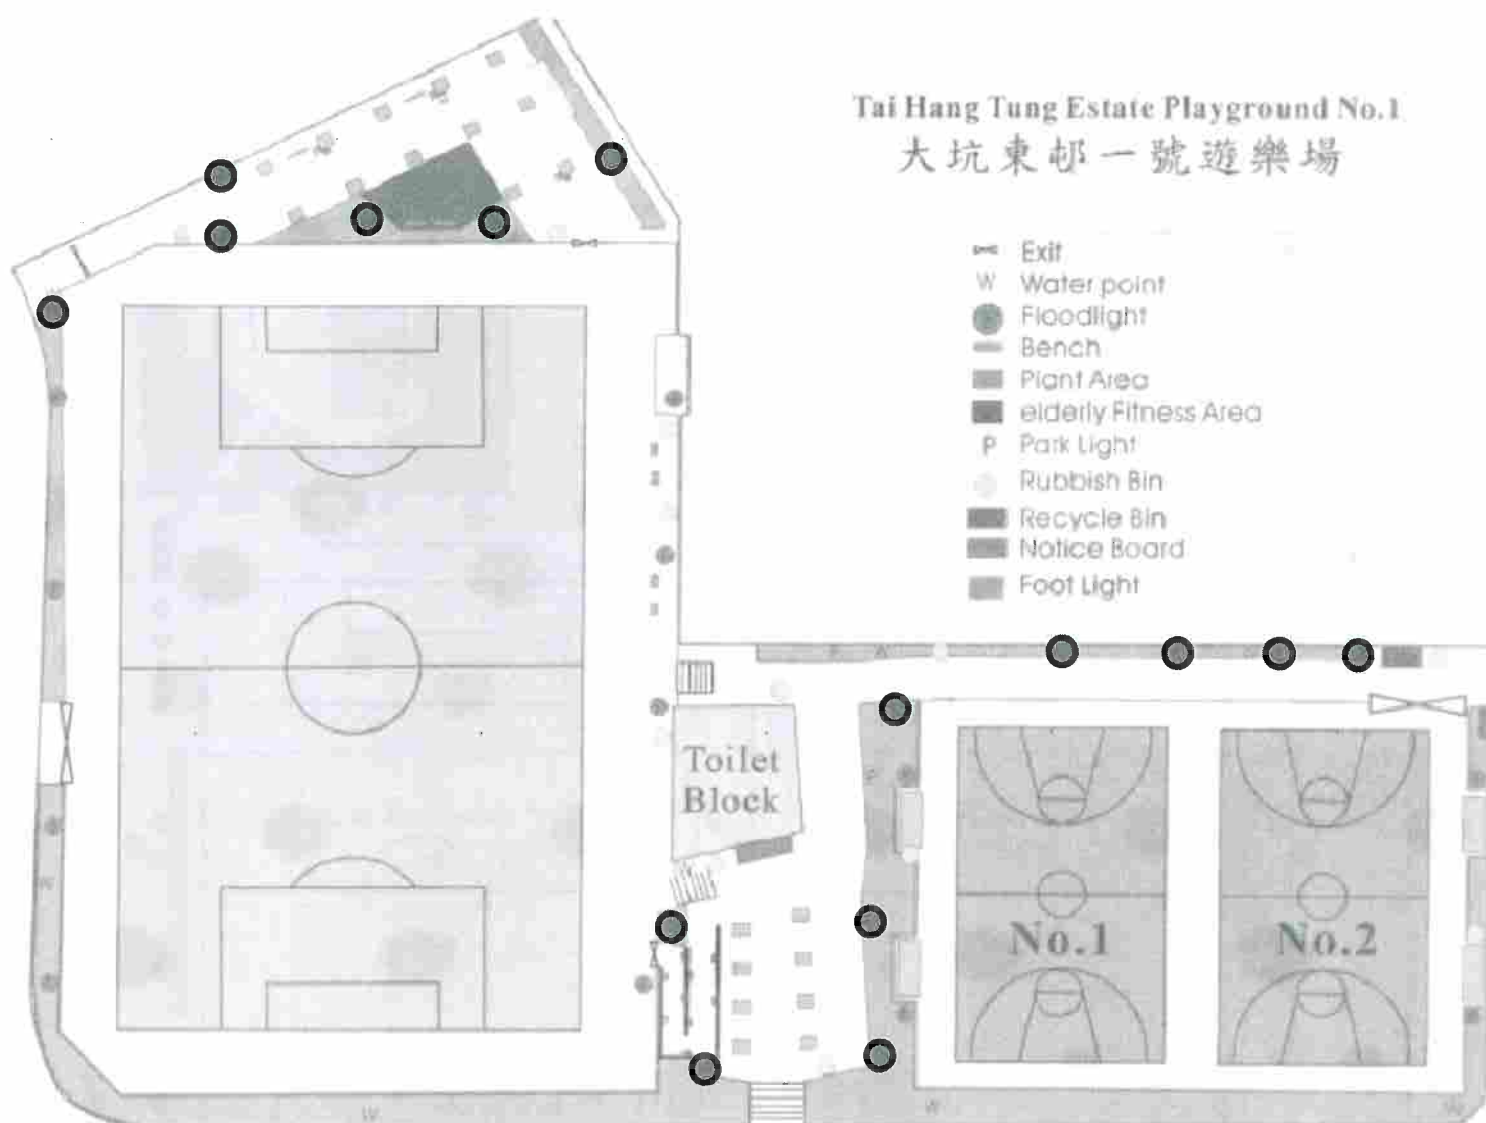 Tai Hang Tung Estate Playground No.1
大坑東邨一號遊樂場
Exit
W Water point
Floodlight
Bench
Plant Area
elderly Fitness Area
P Park Light
Rubbish Bin
Recycle Bin
Notice Board
Foot Light
Toilet
Block
P
No.1
No.2
W
W
W
W